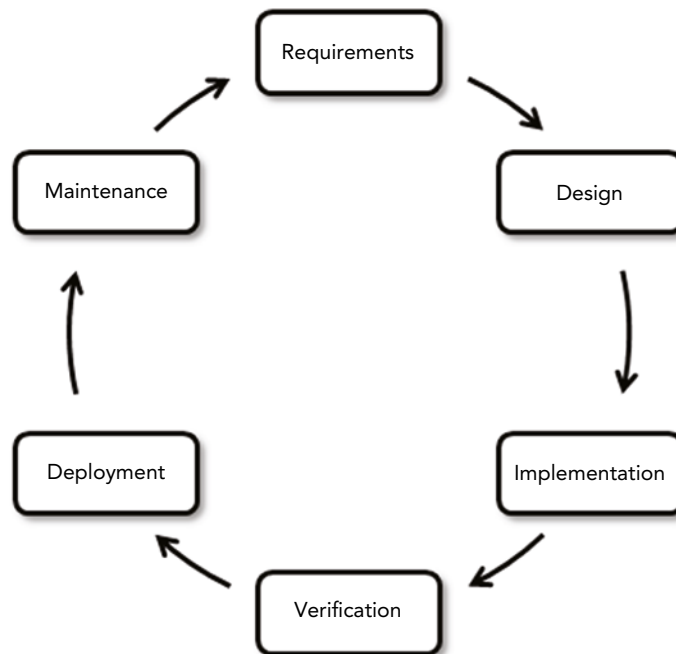 Requirements
Design
Implementation
Verification
Deployment
Maintenance